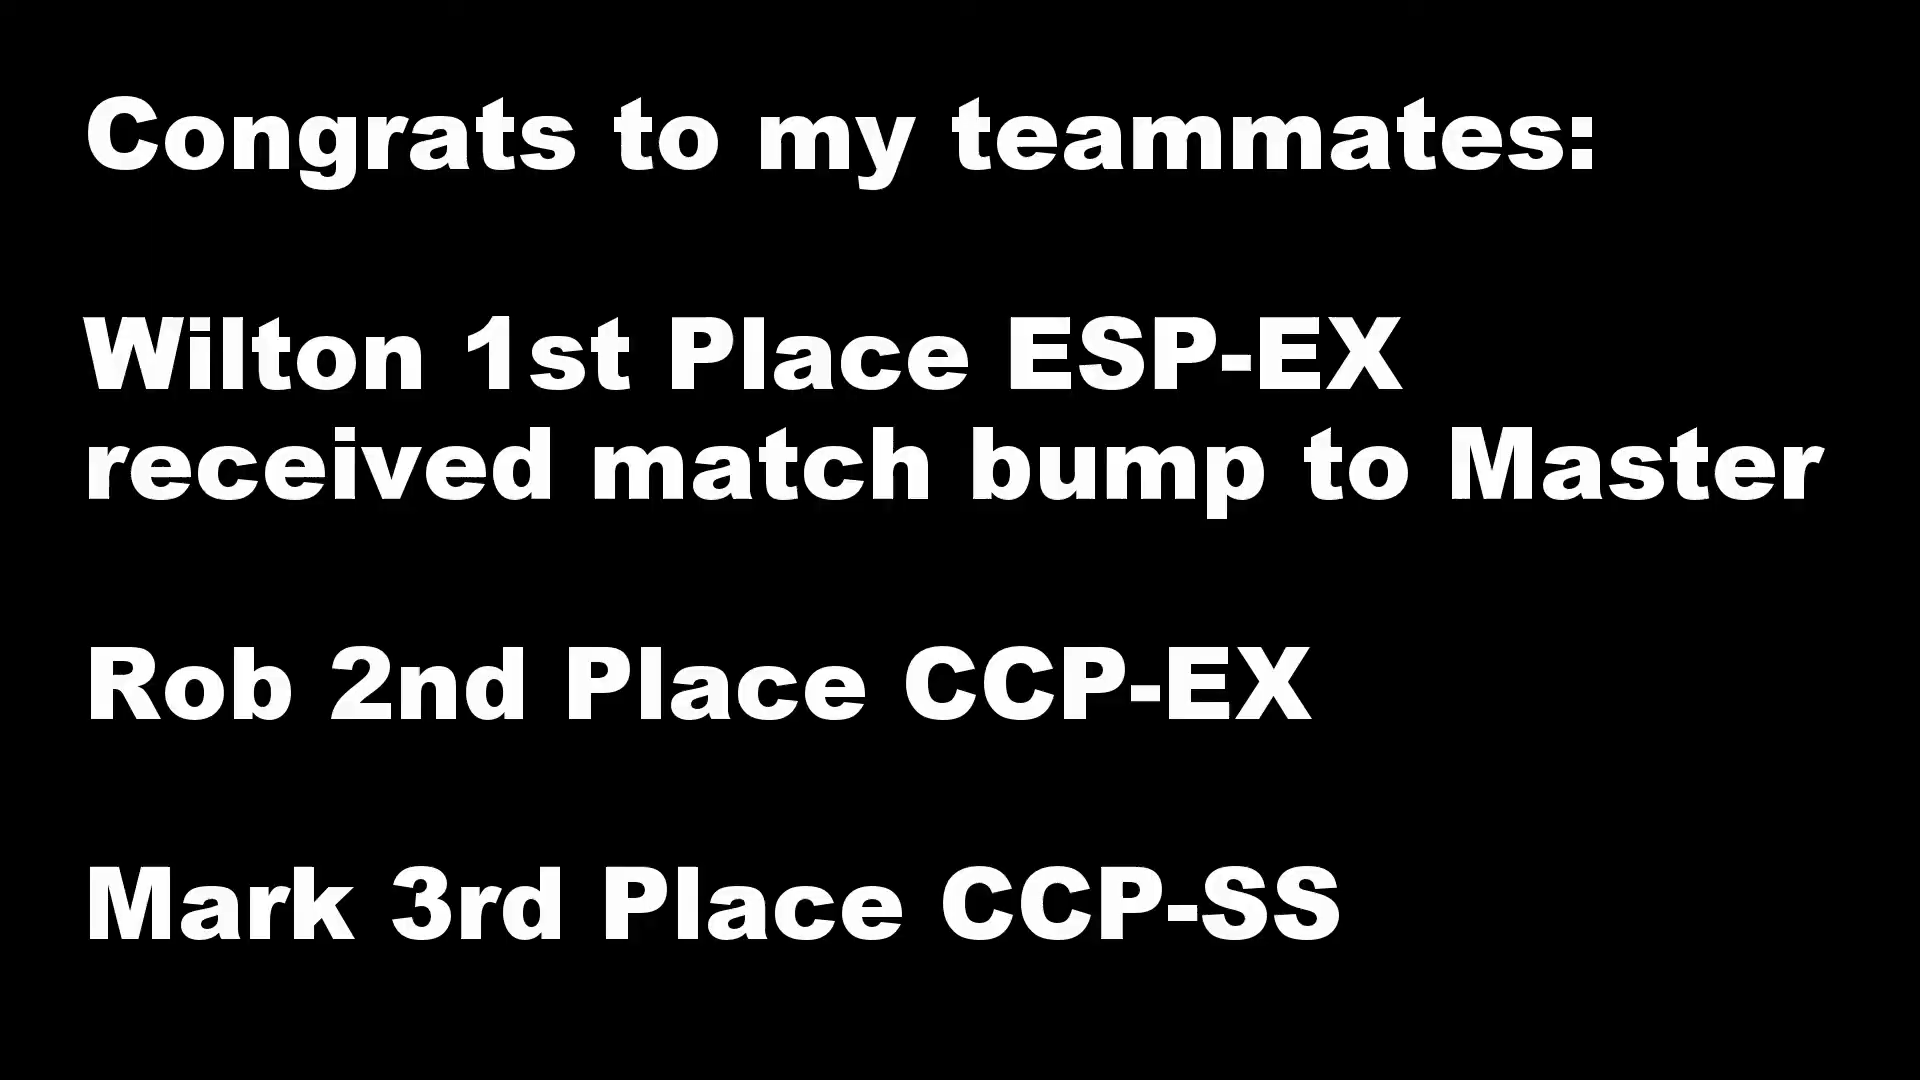 Congrats to my teammates:
Wilton 1st Place ESP-EX
received match bump to Master
Rob 2nd Place CCP-EX
Mark 3rd Place CCP-SS